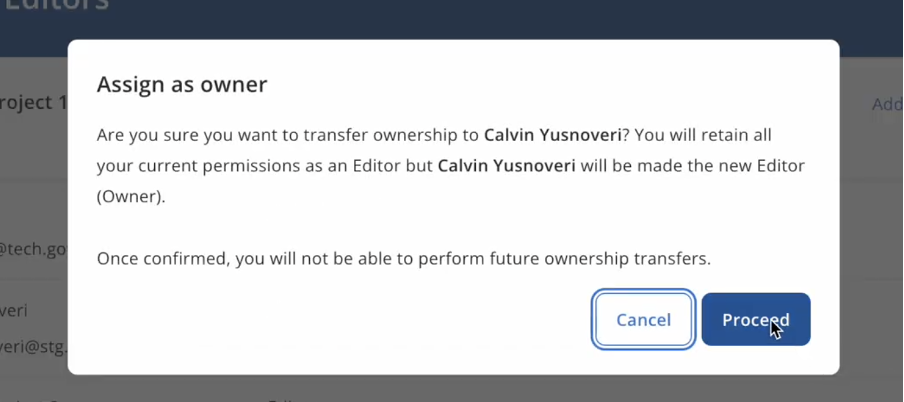 Editors
Assign as owner
roject 1
Add
Are you sure you want to transfer ownership to Calvin Yusnoveri? You will retain all
your current permissions as an Editor but Calvin Yusnoveri will be made the new Editor
(Owner).
@tech.go
Once confirmed, you will not be able to perform future ownership transfers.
veri
Cancel
Proceed
veri@stg.